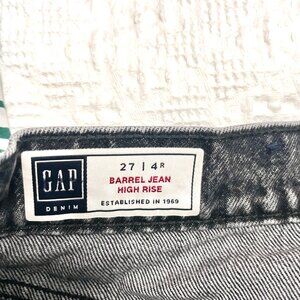 GAP
DENIM
27 | 4R
BARREL JEAN
HIGH RISE
ESTABLISHED IN 1969